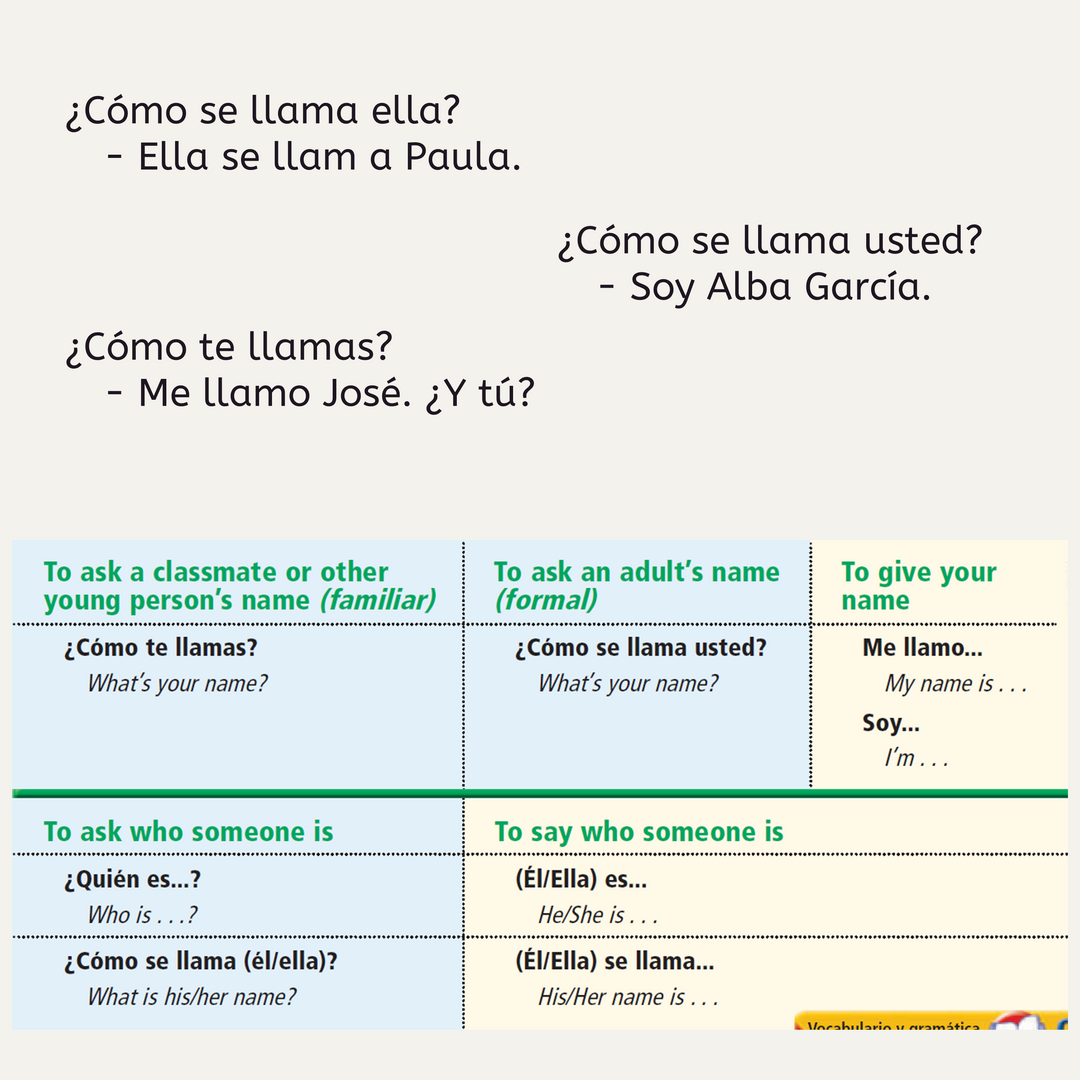 ¿Cómo se llama ella?
- Ella se llam a Paula.
¿Cómo se llama usted?
- Soy Alba García.
¿Cómo te llamas?
- Me llamo José. ¿Y tú?
To ask a classmate or other
young person's name (familiar)
¿Cómo te llamas?
What's your name?
To ask an adult's name
(formal)
¿Cómo se llama usted?
What's your name?
To give your
name
Me llamo...
My name is . . .
Soy...
I'm . . .
To ask who someone is
To say who someone is
¿Quién es...?
Who is . . .?
(Él/Ella) es...
He/She is . . .
¿Cómo se llama (él/ella)?
What is his/her name?
(Él/Ella) se llama...
His/Her name is . . .
Vocabulario y gramática